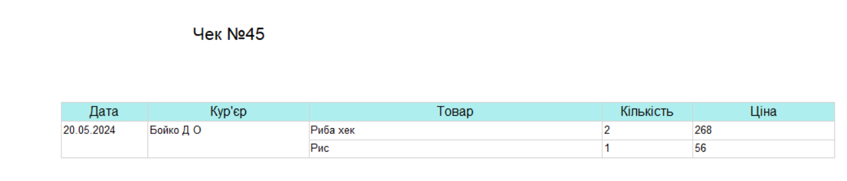 Чек №45
Дата Кур'єр Товар Кількість Ціна
20.05.2024 Бойко Д О Риба хек 2 268
Рис 1 56